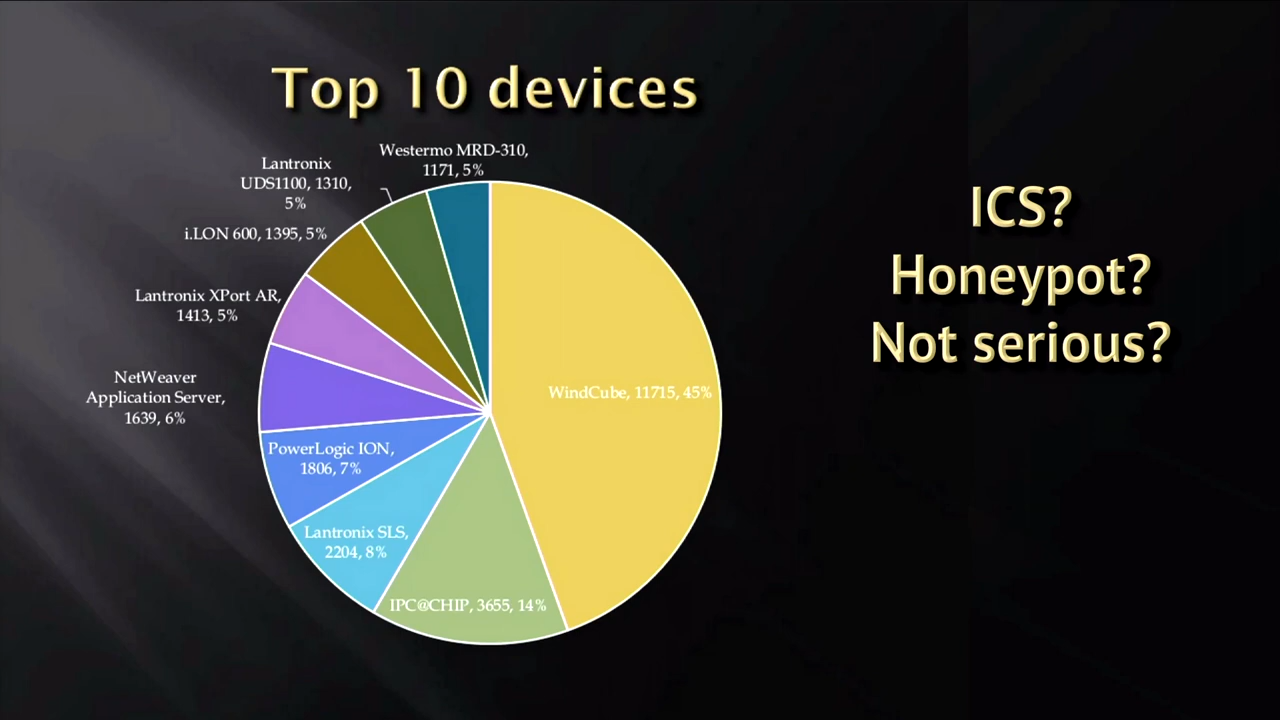 Top 10 devices
Westermo MRD-310,
1171, 5%
Lantronix
UDS1100, 1310,
5%
i.LON 600, 1395, 5%
Lantronix XPort AR,
1413, 5%
NetWeaver
Application Server,
1639, 6%
PowerLogic ION,
1806, 7%
Lantronix SLS,
2204, 8%
IPC@CHIP, 3655, 14%
WindCube, 11715, 45%
ICS?
Honeypot?
Not serious?